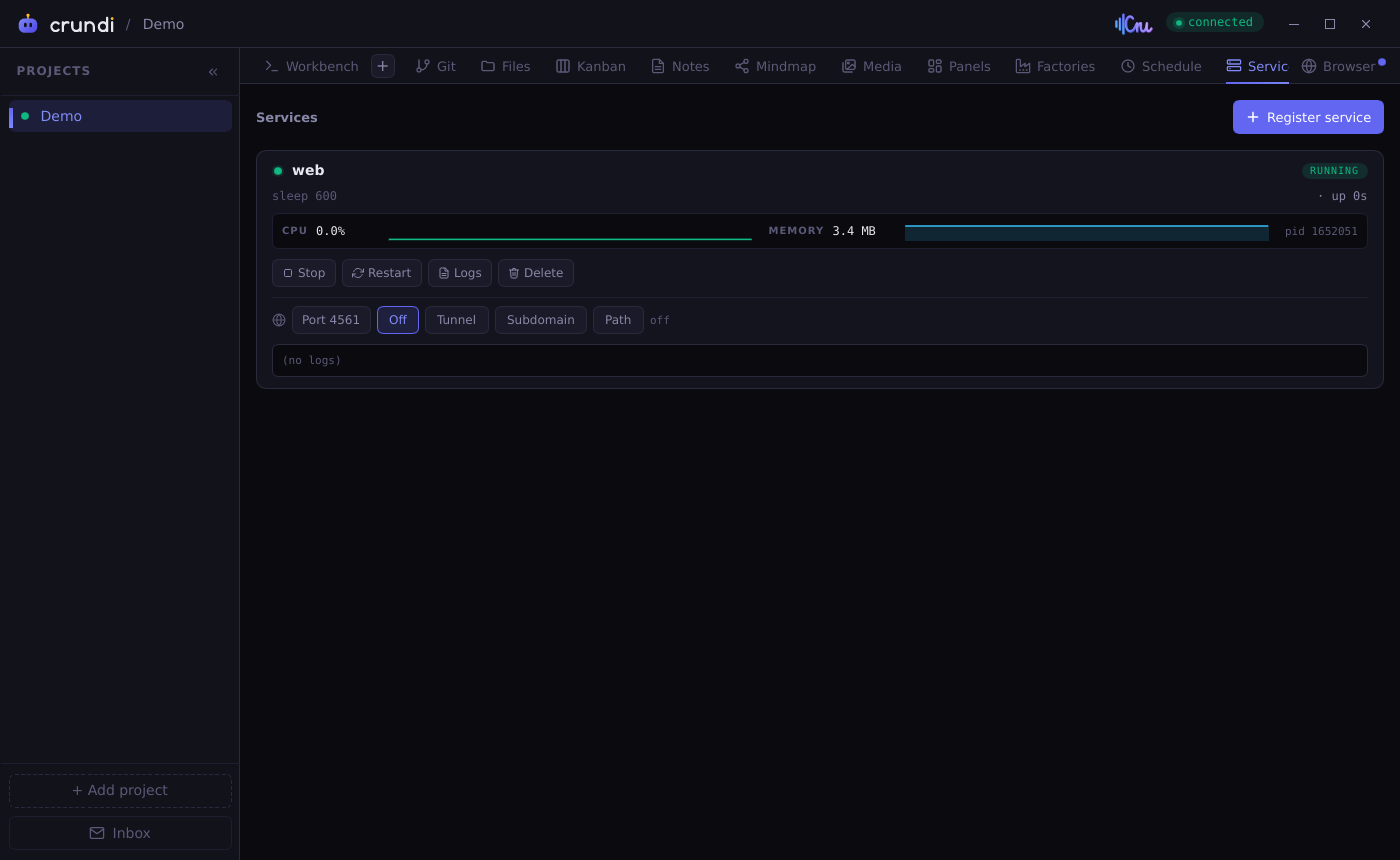 crundi / Demo
Cru
connected
PROJECTS «
Workbench + Git Files Kanban Notes Mindmap Media Panels Factories Schedule Servic Browser
Demo
Services
+ Register service
web
RUNNING
sleep 600
· up 0s
CPU 0.0%
MEMORY 3.4 MB
pid 1652051
Stop Restart Logs Delete
Port 4561 Off Tunnel Subdomain Path off
(no logs)
+ Add project
Inbox